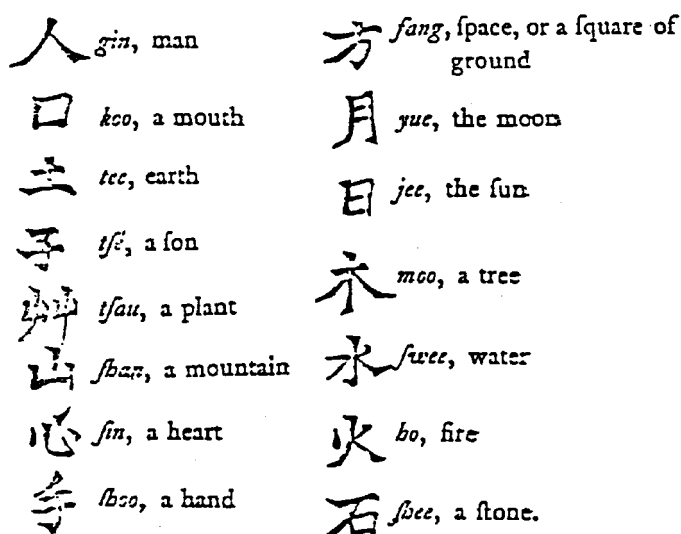 人 gin, man
口 koo, a mouth
土 tee, earth
子 tſé, a ſon
艸 tſau, a plant
山 ſhan, a mountain
心 ſin, a heart
手 ſhoo, a hand
方 fang, ſpace, or a ſquare of
ground
月 yue, the moon
日 jee, the ſun
木 moo, a tree
水 ſwee, water
火 ho, fire
石 ſhee, a ſtone.